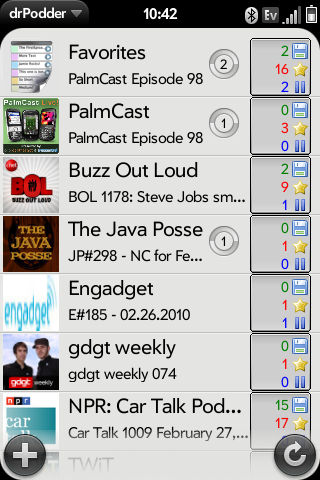 drPodder 10:42 Ev
Favorites
PalmCast Episode 98
2
2
16
2
PalmCast Live
PalmCast
PalmCast Episode 98
1
0
3
0
cnet
BOL
BUZZ OUT LOUD
Buzz Out Loud
BOL 1178: Steve Jobs sm...
2
9
1
THE JAVA POSSE
The Java Posse
JP#298 - NC for Fe...
1
0
1
0
engadget
Engadget
E#185 - 02.26.2010
0
1
1
gdgt weekly
gdgt weekly
gdgt weekly 074
0
1
0
npr
car
talk
NPR: Car Talk Pod...
Car Talk 1009 February 27,...
15
17
TWiT